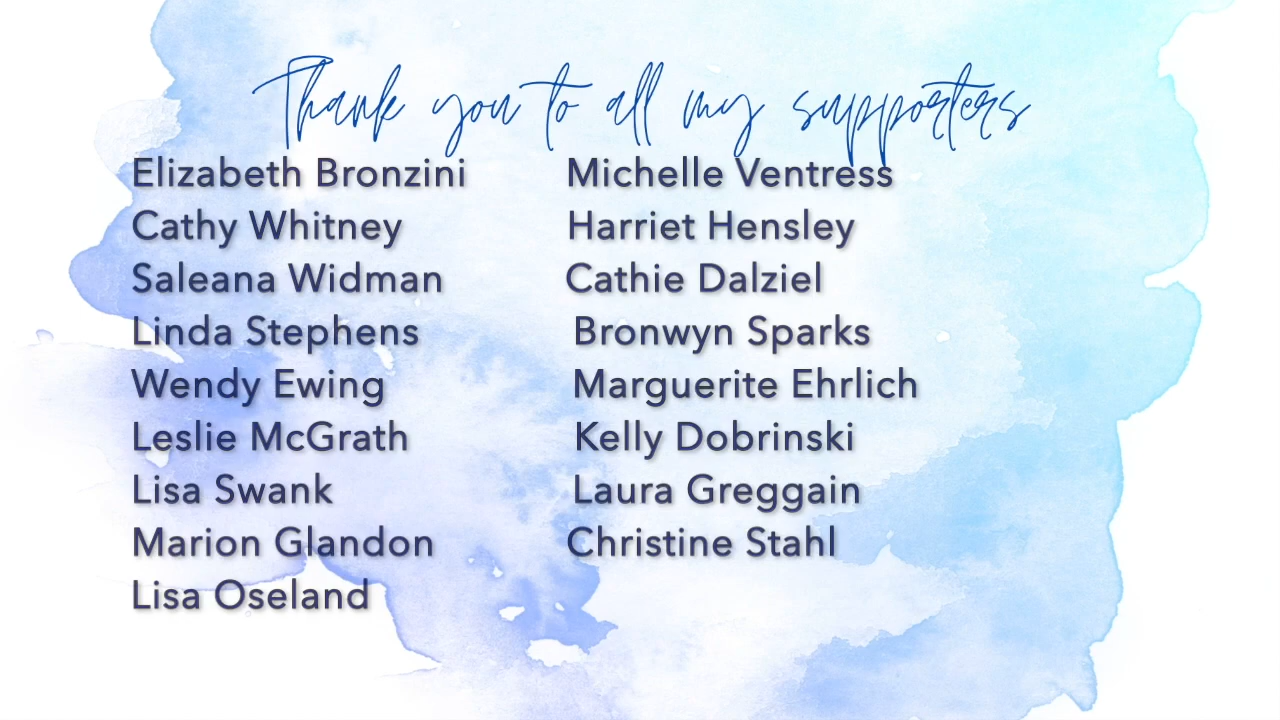 Thank you to all my supporters
Elizabeth Bronzini
Cathy Whitney
Saleana Widman
Linda Stephens
Wendy Ewing
Leslie McGrath
Lisa Swank
Marion Glandon
Lisa Oseland
Michelle Ventress
Harriet Hensley
Cathie Dalziel
Bronwyn Sparks
Marguerite Ehrlich
Kelly Dobrinski
Laura Greggain
Christine Stahl